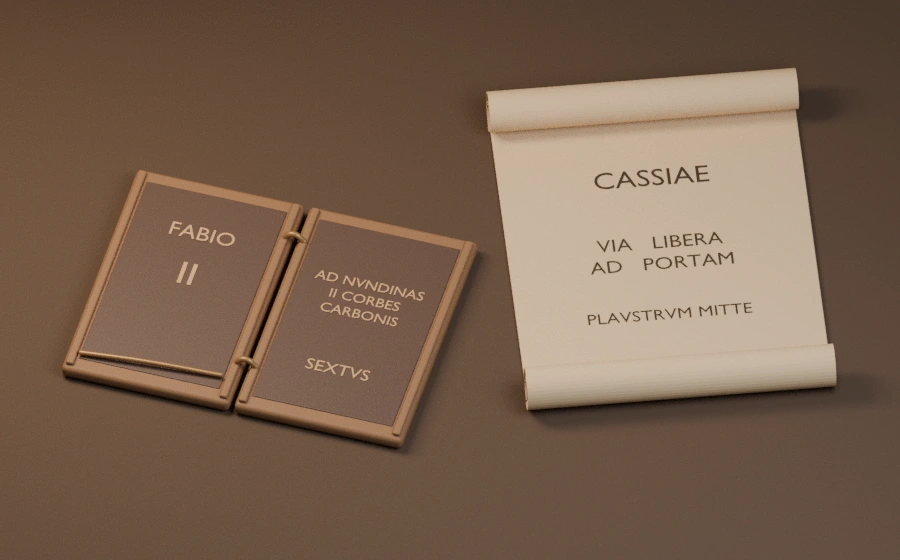 FABIO
II
AD NVNDINAS
II CORBES
CARBONIS
SEXTVS
CASSIAE
VIA LIBERA
AD PORTAM
PLAVSTRVM MITTE